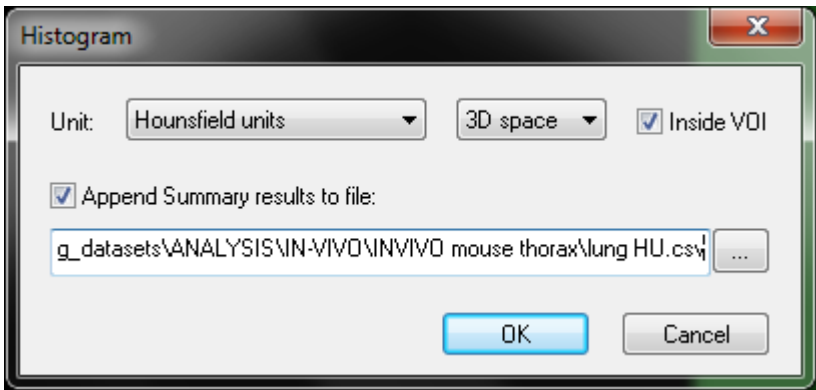 Histogram
Unit: Hounsfield units 3D space Inside VOI
Append Summary results to file:
g_datasets\ANALYSIS\IN-VIVO\INVIVO mouse thorax\lung HU.csv ...
OK Cancel